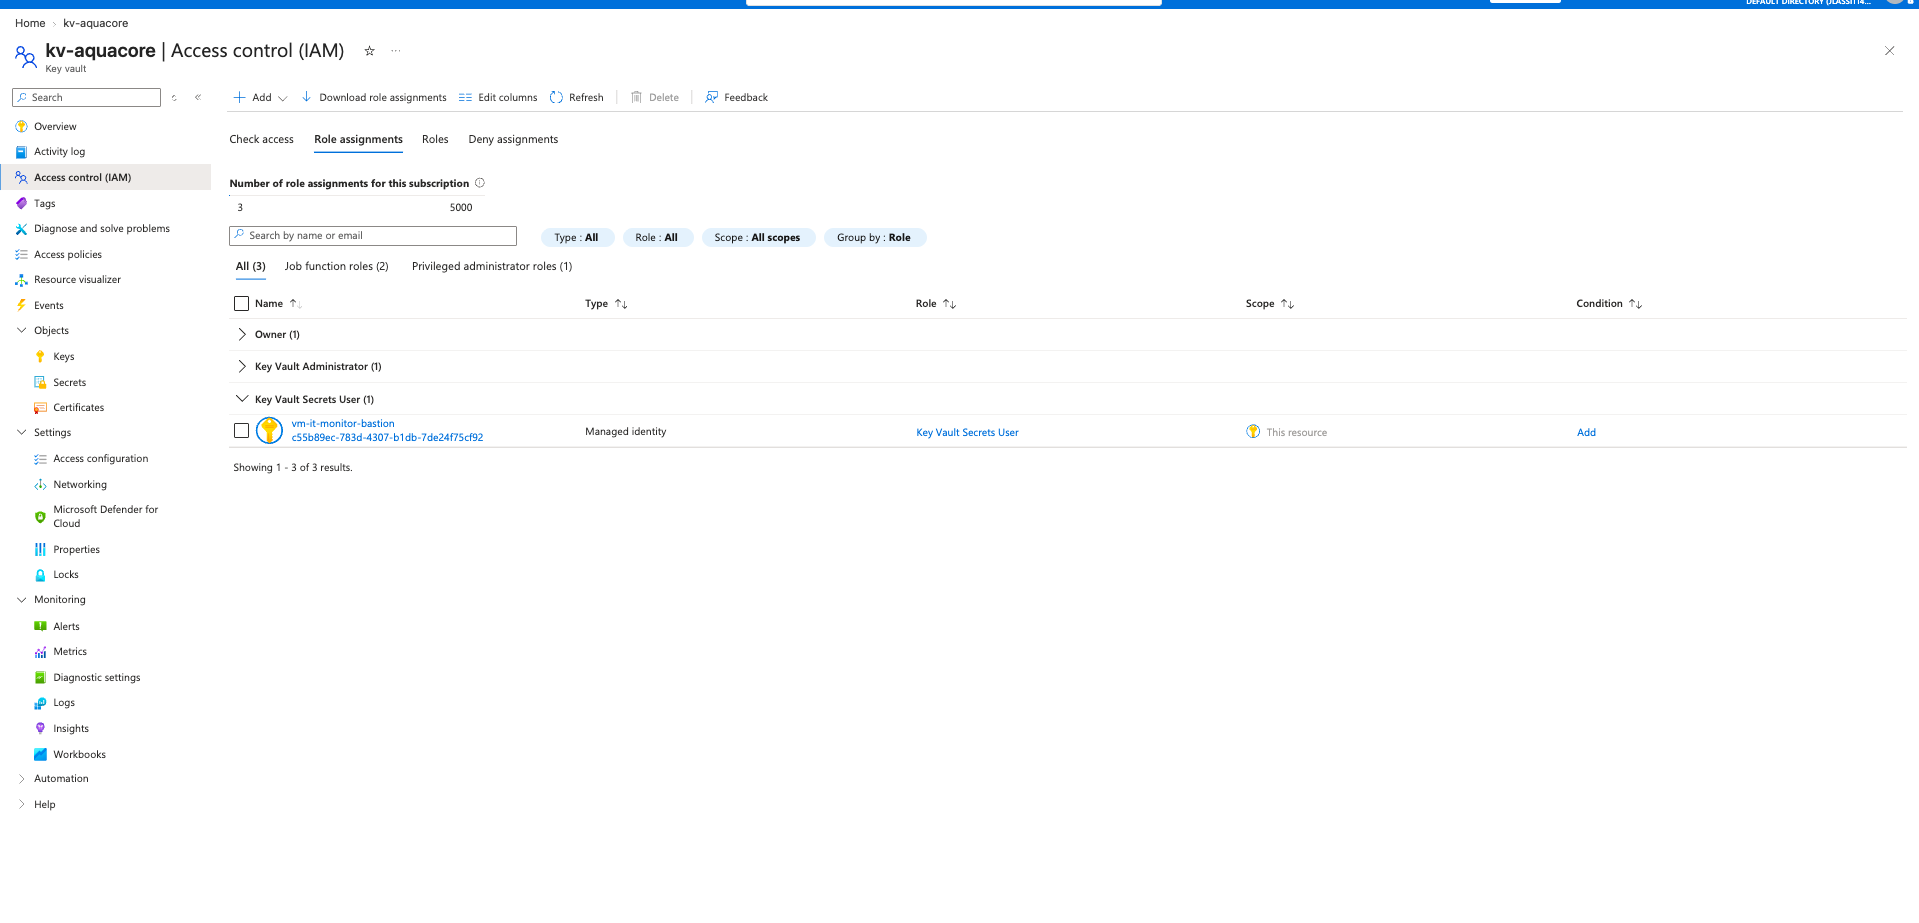 DEFAULT DIRECTORY
Home > kv-aquacore
kv-aquacore | Access control (IAM) ☆ ...
Key vault
Search
Add Download role assignments Edit columns Refresh Delete Feedback
Overview
Activity log
Access control (IAM)
Tags
Diagnose and solve problems
Access policies
Resource visualizer
Events
Objects
Keys
Secrets
Certificates
Settings
Access configuration
Networking
Microsoft Defender for
Cloud
Properties
Locks
Monitoring
Alerts
Metrics
Diagnostic settings
Logs
Insights
Workbooks
Automation
Help
Check access Role assignments Roles Deny assignments
Number of role assignments for this subscription
3 5000
Search by name or email Type : All Role : All Scope : All scopes Group by : Role
All (3) Job function roles (2) Privileged administrator roles (1)
Name Type Role Scope Condition
Owner (1)
Key Vault Administrator (1)
Key Vault Secrets User (1)
vm-it-monitor-bastion
c55b89ec-783d-4307-b1db-7de24f75cf92 Managed identity Key Vault Secrets User This resource Add
Showing 1 - 3 of 3 results.